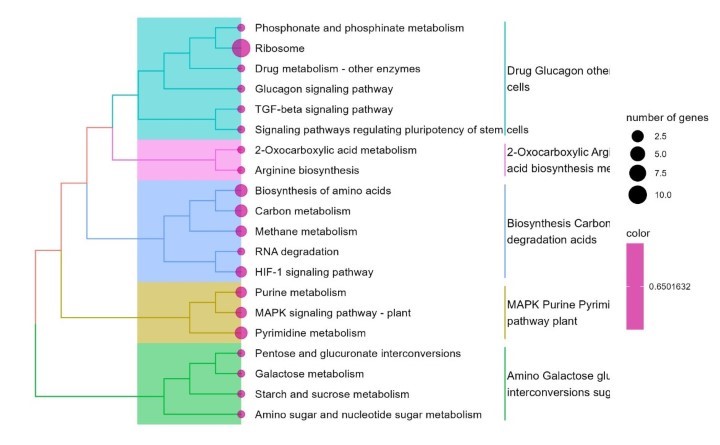 Phosphonate and phosphinate metabolism
Ribosome
Drug metabolism - other enzymes
Glucagon signaling pathway
TGF-beta signaling pathway
Signaling pathways regulating pluripotency of stem cells
2-Oxocarboxylic acid metabolism
Arginine biosynthesis
Biosynthesis of amino acids
Carbon metabolism
Methane metabolism
RNA degradation
HIF-1 signaling pathway
Purine metabolism
MAPK signaling pathway - plant
Pyrimidine metabolism
Pentose and glucuronate interconversions
Galactose metabolism
Starch and sucrose metabolism
Amino sugar and nucleotide sugar metabolism
Drug Glucagon other
cells
2-Oxocarboxylic Argi
acid biosynthesis me
Biosynthesis Carbon
degradation acids
MAPK Purine Pyrimi
pathway plant
Amino Galactose glu
interconversions sug
number of genes
2.5
5.0
7.5
10.0
color
0.6501632